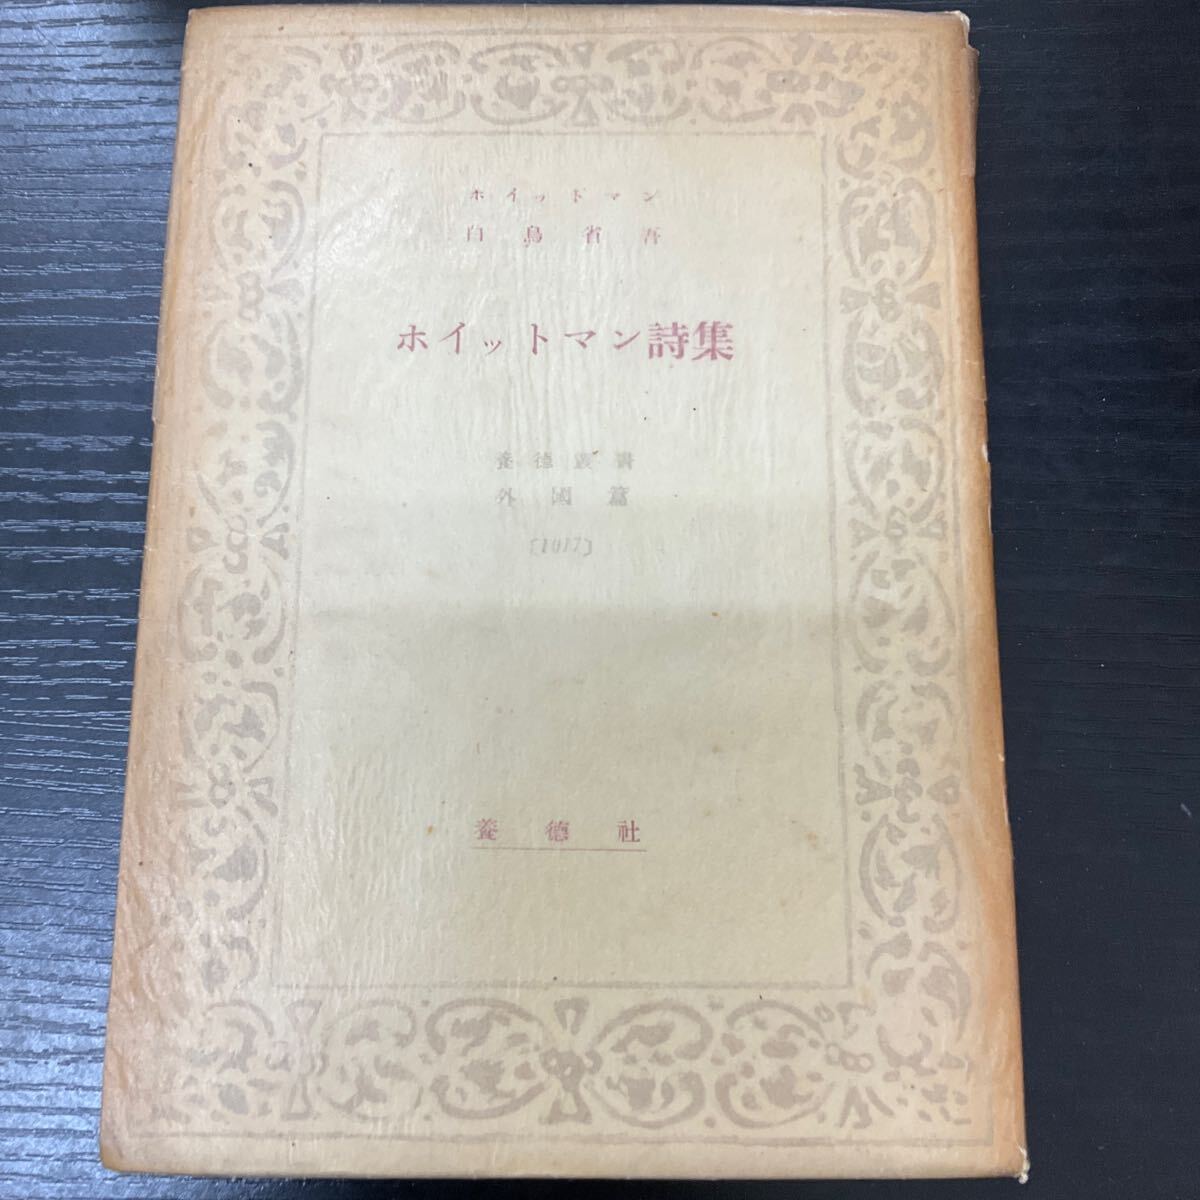 ホイットマン
白鳥省吾
ホイットマン詩集
養徳叢書
外國篇
〔1017〕
養徳社